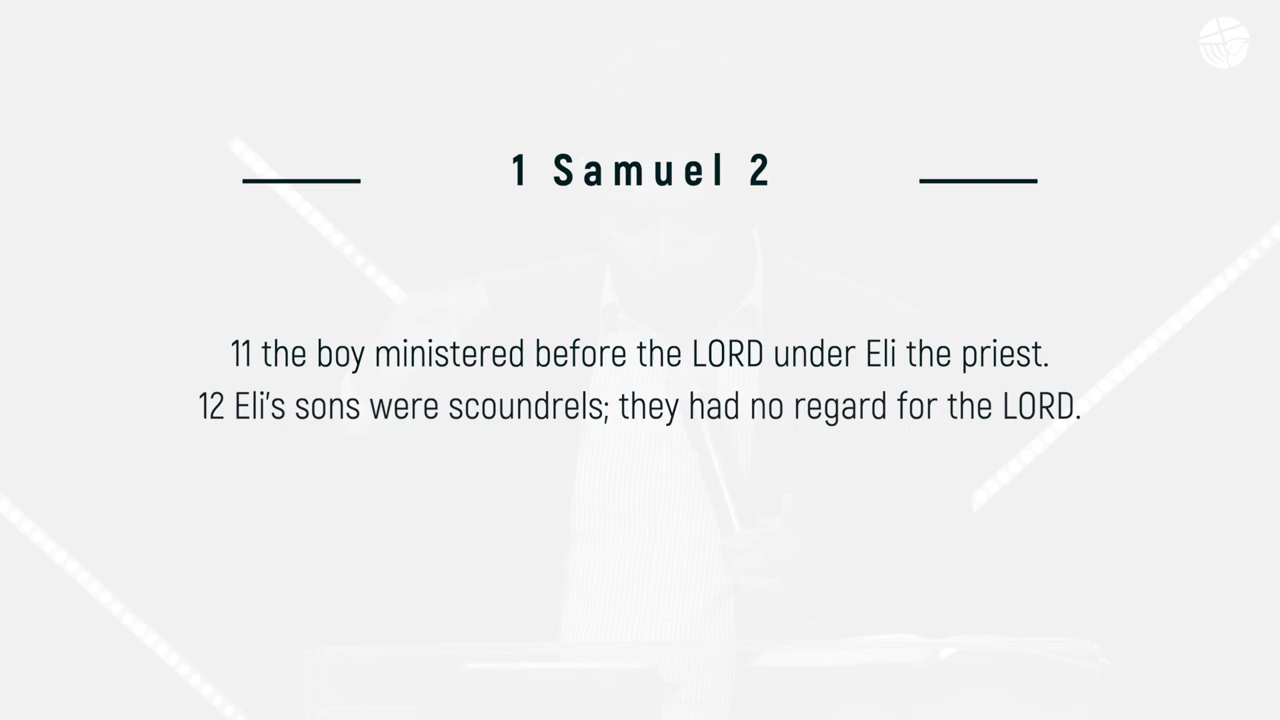 1 Samuel 2
11 the boy ministered before the LORD under Eli the priest.
12 Eli's sons were scoundrels; they had no regard for the LORD.